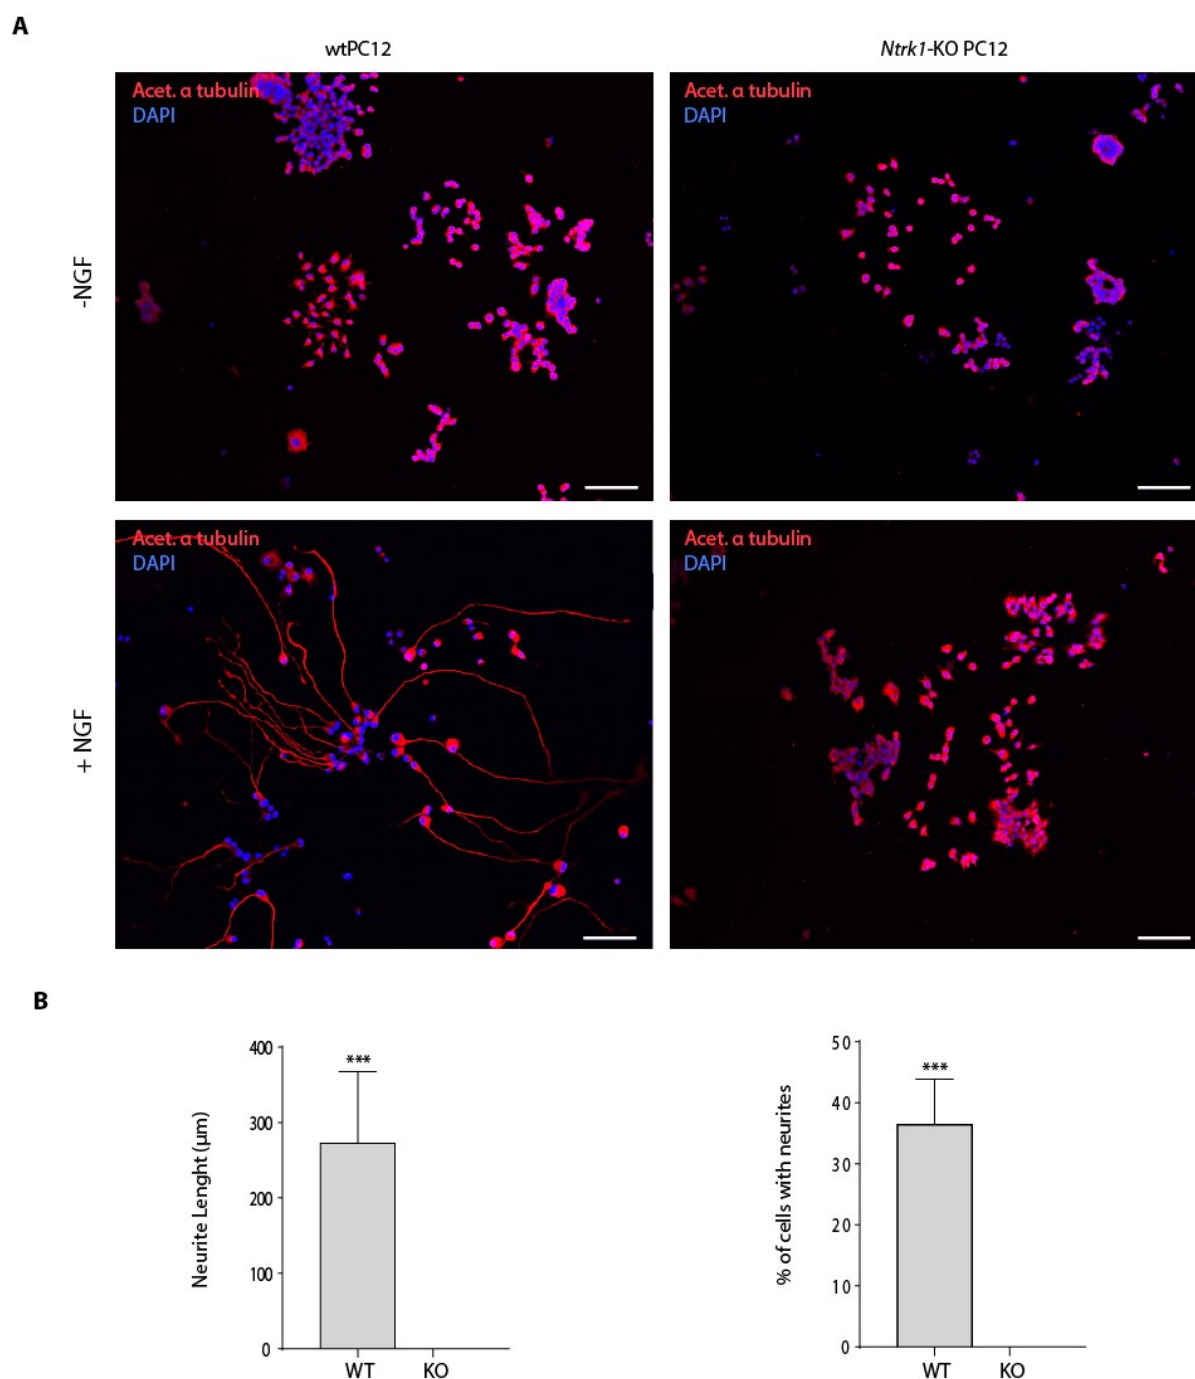 A
wtPC12
Ntrk1-KO PC12
Acet. α tubulin
DAPI
Acet. α tubulin
DAPI
-NGF
Acet. α tubulin
DAPI
Acet. α tubulin
DAPI
+ NGF
B
400
300
200
100
0
Neurite Lenght (μm)
***
WT
KO
50
40
30
20
10
0
% of cells with neurites
***
WT
KO